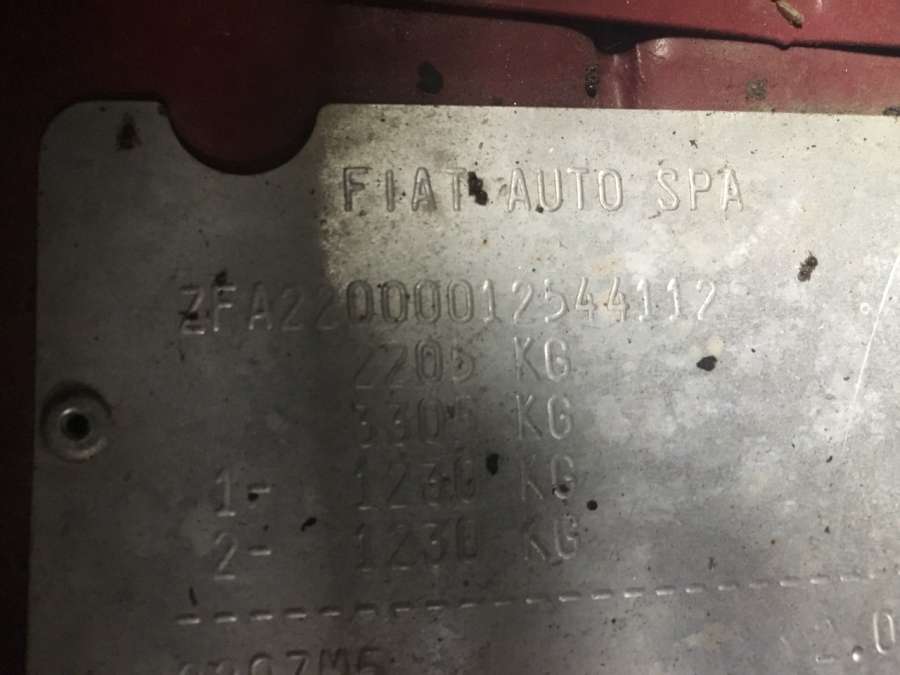 FIAT AUTO SPA
ZFA22000012544112
2205 KG
3305 KG
1- 1230 KG
2- 1230 KG